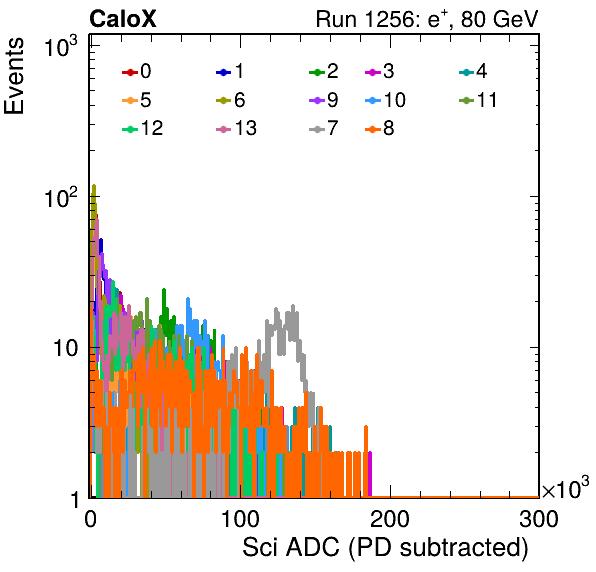 CaloX Run 1256: e⁺, 80 GeV
Events
10³
0 1 2 3 4
5 6 9 10 11
12 13 7 8
10²
10
1
0 100 200 300
×10³
Sci ADC (PD subtracted)